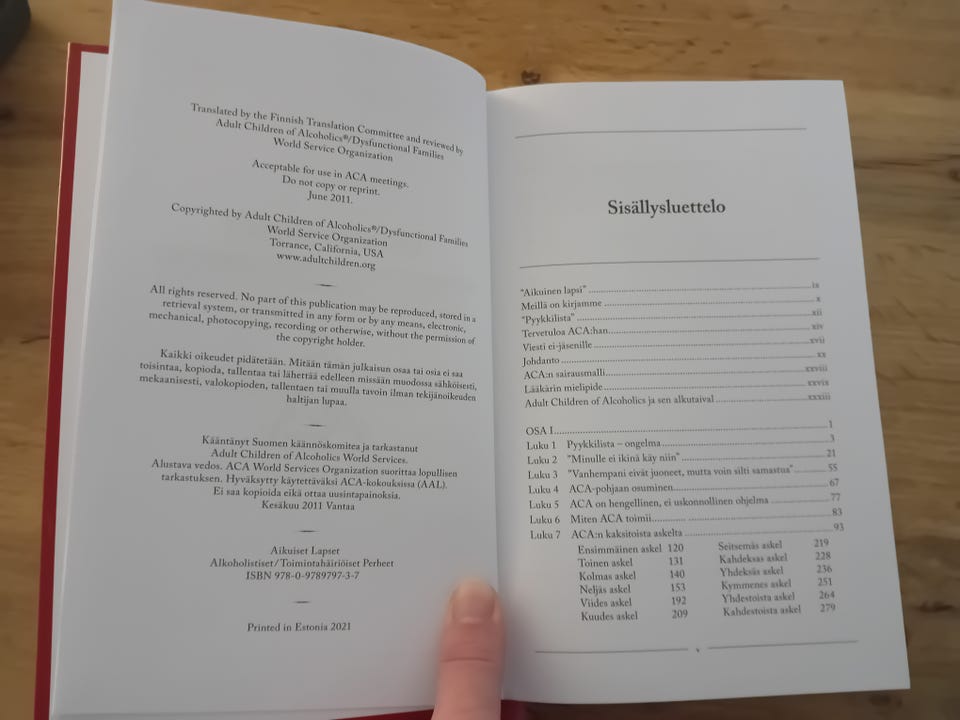 Translated by the Finnish Translation Committee and reviewed by
Adult Children of Alcoholics®/Dysfunctional Families
World Service Organization
Acceptable for use in ACA meetings.
Do not copy or reprint.
June 2011.
Copyrighted by Adult Children of Alcoholics®/Dysfunctional Families
World Service Organization
Torrance, California, USA
www.adultchildren.org
All rights reserved. No part of this publication may be reproduced, stored in a
retrieval system, or transmitted in any form or by any means, electronic,
mechanical, photocopying, recording or otherwise, without the permission of
the copyright holder.
Kaikki oikeudet pidätetään. Mitään tämän julkaisun osaa tai osia ei saa
toisintaa, kopioda, tallentaa tai lähettää edelleen missään muodossa sähköisesti,
mekaanisesti, valokopioden, tallentaen tai muulla tavoin ilman tekijänoikeuden
haltijan lupaa.
Kääntänyt Suomen käännöskomitea ja tarkastanut
Adult Children of Alcoholics World Services.
Alustava vedos. ACA World Services Organization suorittaa lopullisen
tarkastuksen. Hyväksytty käytettäväksi ACA-kokouksissa (AAL).
Ei saa kopioida eikä ottaa uusintapainoksia.
Kesäkuu 2011 Vantaa
Aikuiset Lapset
Alkoholistiset/Toimintahäiriöiset Perheet
ISBN 978-0-9789797-3-7
Printed in Estonia 2021
Sisällysluettelo
"Aikuinen lapsi" ix
Meillä on kirjamme x
"Pyykkilista" xii
Tervetuloa ACA:han xiv
Viesti ei-jäsenille xvii
Johdanto xx
ACA:n sairausmalli xxviii
Lääkärin mielipide xxvix
Adult Children of Alcoholics ja sen alkutaival xxxiii
OSA I 1
Luku 1 Pyykkilista – ongelma 3
Luku 2 "Minulle ei ikinä käy niin" 21
Luku 3 "Vanhempani eivät juoneet, mutta voin silti samastua" 55
Luku 4 ACA-pohjaan osuminen 67
Luku 5 ACA on hengellinen, ei uskonnollinen ohjelma 77
Luku 6 Miten ACA toimii 83
Luku 7 ACA:n kaksitoista askelta 93
Ensimmäinen askel 120 Seitsemäs askel 219
Toinen askel 131 Kahdeksas askel 228
Kolmas askel 140 Yhdeksäs askel 236
Neljäs askel 153 Kymmenes askel 251
Viides askel 192 Yhdestoista askel 264
Kuudes askel 209 Kahdestoista askel 279
v